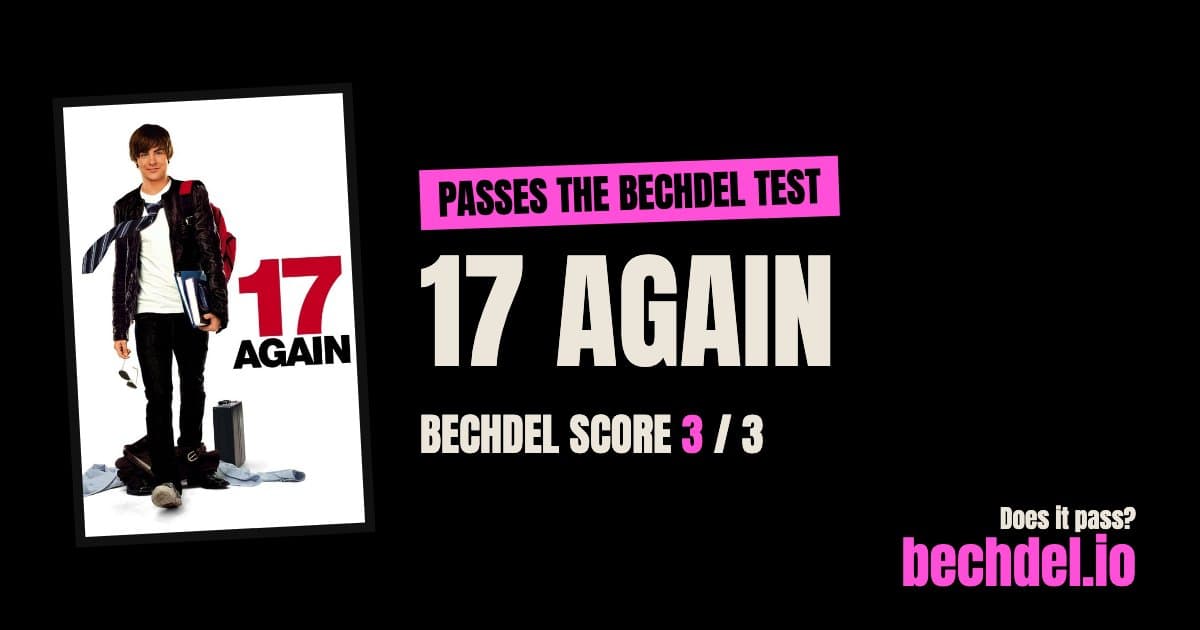 17
AGAIN
PASSES THE BECHDEL TEST
17 AGAIN
BECHDEL SCORE 3 / 3
Does it pass?
bechdel.io